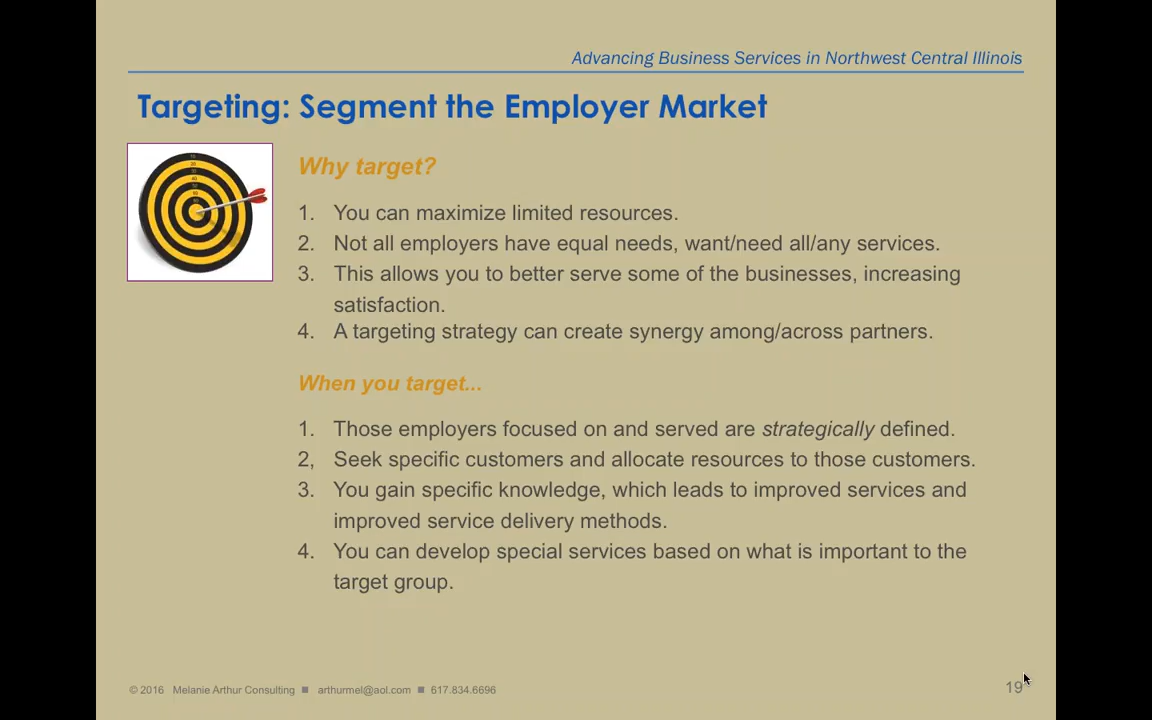 Advancing Business Services in Northwest Central Illinois
Targeting: Segment the Employer Market
Why target?
1. You can maximize limited resources.
2. Not all employers have equal needs, want/need all/any services.
3. This allows you to better serve some of the businesses, increasing
satisfaction.
4. A targeting strategy can create synergy among/across partners.
When you target...
1. Those employers focused on and served are strategically defined.
2, Seek specific customers and allocate resources to those customers.
3. You gain specific knowledge, which leads to improved services and
improved service delivery methods.
4. You can develop special services based on what is important to the
target group.
© 2016 Melanie Arthur Consulting ■ arthurmel@aol.com ■ 617.834.6696
19